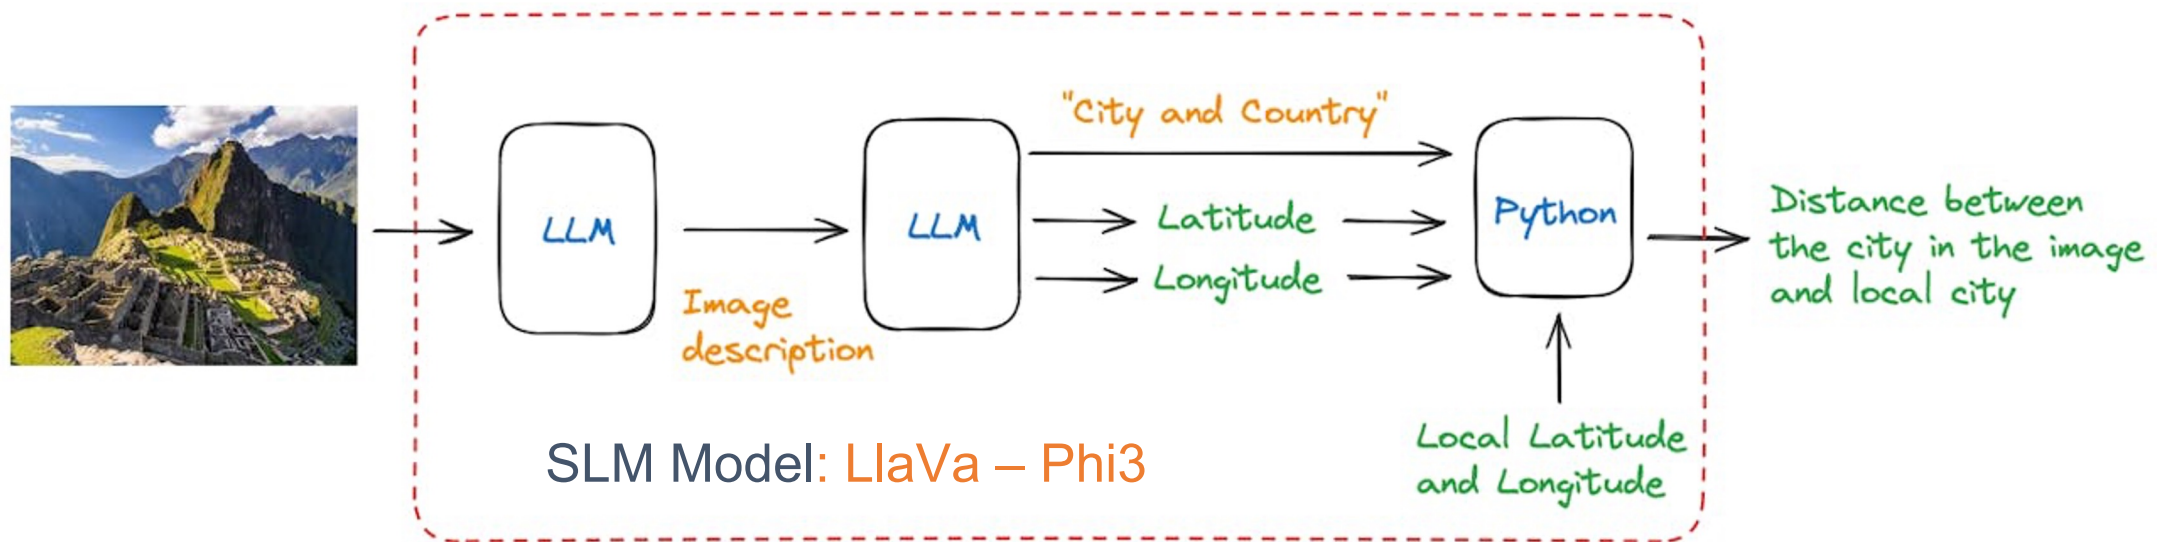 LLM
Image
description
LLM
"City and Country"
Latitude
Longitude
Python
Local Latitude
and Longitude
Distance between
the city in the image
and local city
SLM Model: LlaVa – Phi3